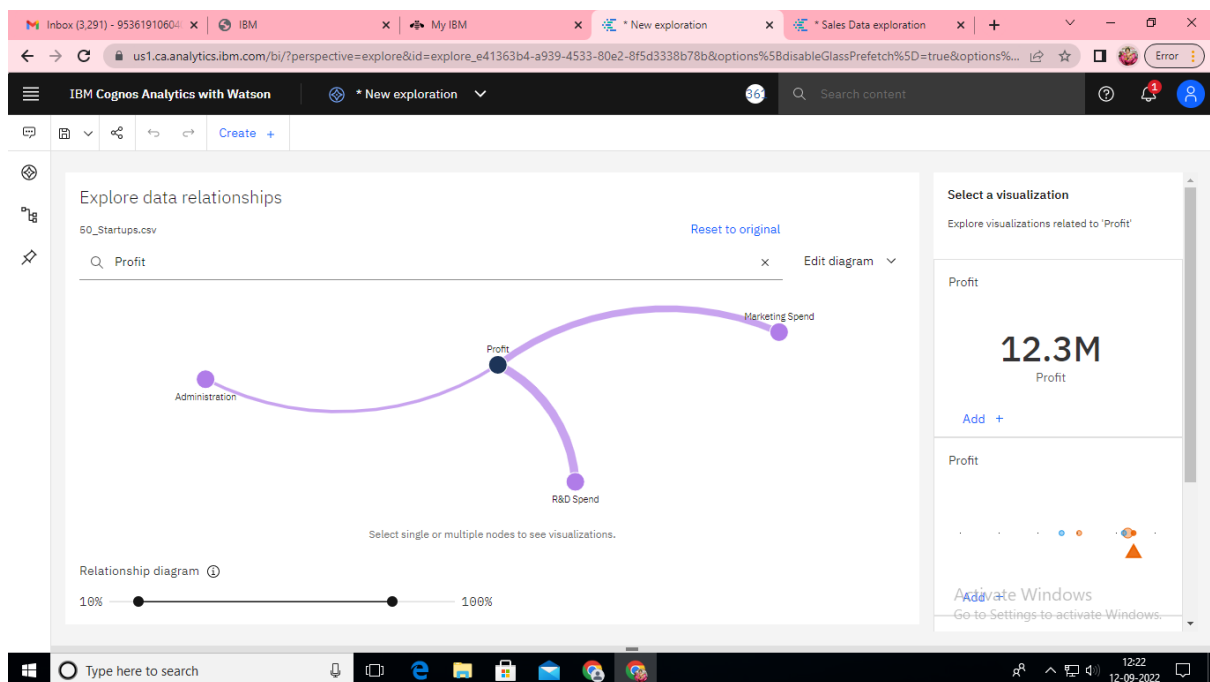 Inbox (3,291) - 9536191060
IBM
My IBM
* New exploration
* Sales Data exploration
us1.ca.analytics.ibm.com/bi/?perspective=explore&id=explore_e41363b4-a939-4533-80e2-8f5d3338b78b&options%5BdisableGlassPrefetch%5D=true&options%...
Error
IBM Cognos Analytics with Watson
* New exploration
Search content
1
Create +
Explore data relationships
50_Startups.csv
Reset to original
Profit
Edit diagram
Marketing Spend
Profit
Administration
R&D Spend
Select single or multiple nodes to see visualizations.
Relationship diagram
10%
100%
Select a visualization
Explore visualizations related to 'Profit'
Profit
12.3M
Profit
Add +
Profit
Add +
Activate Windows
Go to Settings to activate Windows.
Type here to search
12:22
12-09-2022